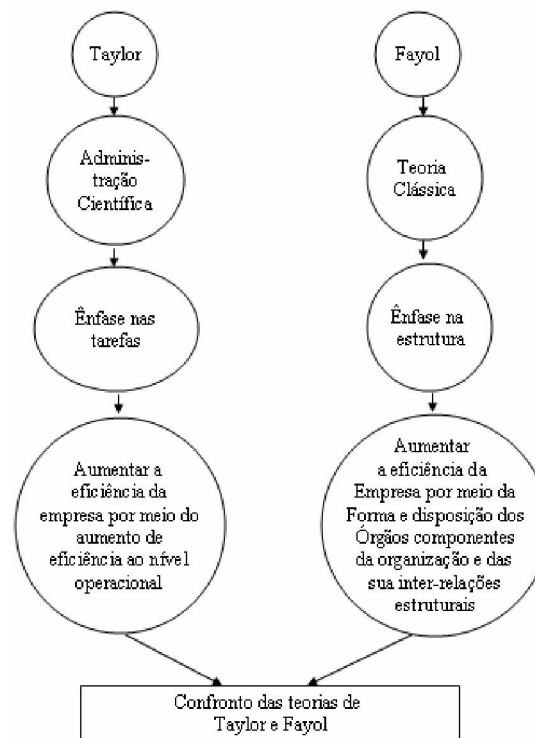 Taylor
Adminis-
tração
Científica
Ênfase nas
tarefas
Aumentar a
eficiência da
empresa por meio do
aumento de
eficiência ao nível
operacional
Fayol
Teoria
Clássica
Ênfase na
estrutura
Aumentar
a eficiência da
Empresa por meio da
Forma e disposição dos
Órgãos componentes
da organização e das
sua inter-relações
estruturais
Confronto das teorias de
Taylor e Fayol